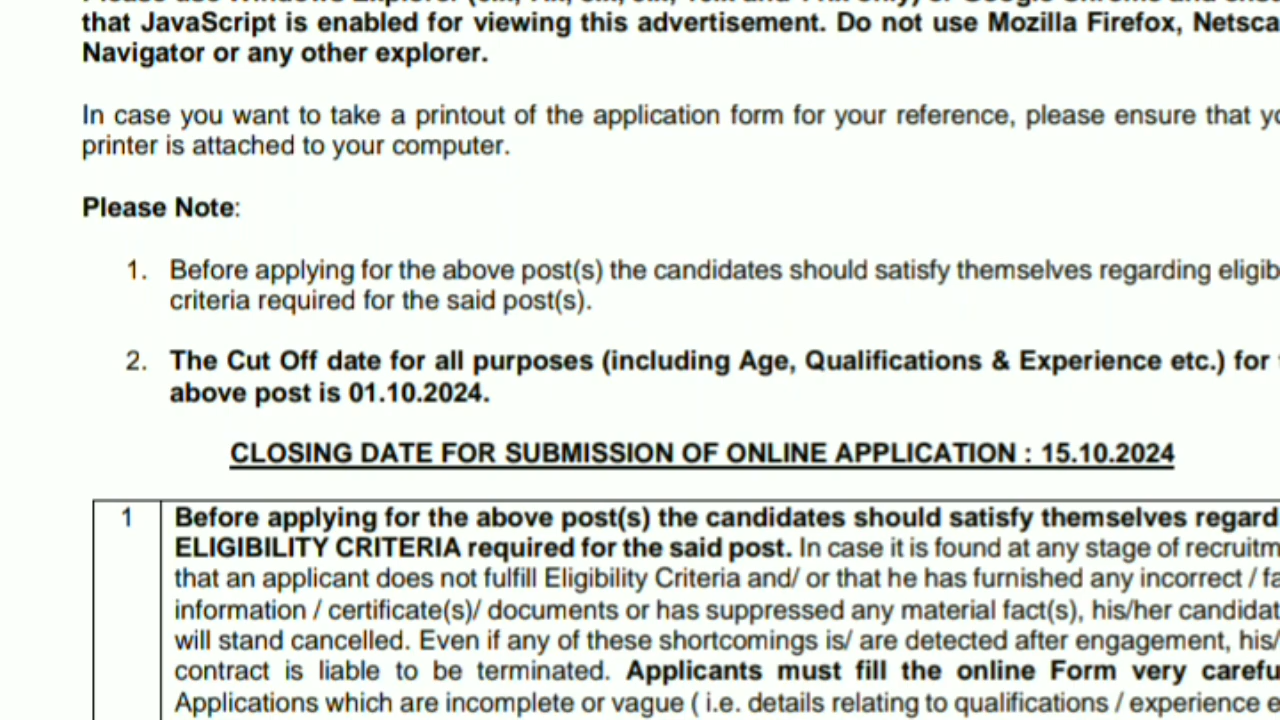 that JavaScript is enabled for viewing this advertisement. Do not use Mozilla Firefox, Netsca
Navigator or any other explorer.
In case you want to take a printout of the application form for your reference, please ensure that yo
printer is attached to your computer.
Please Note:
1. Before applying for the above post(s) the candidates should satisfy themselves regarding eligib
criteria required for the said post(s).
2. The Cut Off date for all purposes (including Age, Qualifications & Experience etc.) for
above post is 01.10.2024.
CLOSING DATE FOR SUBMISSION OF ONLINE APPLICATION : 15.10.2024
1 Before applying for the above post(s) the candidates should satisfy themselves regard
ELIGIBILITY CRITERIA required for the said post. In case it is found at any stage of recruitm
that an applicant does not fulfill Eligibility Criteria and/ or that he has furnished any incorrect / fa
information / certificate(s)/ documents or has suppressed any material fact(s), his/her candidat
will stand cancelled. Even if any of these shortcomings is/ are detected after engagement, his/
contract is liable to be terminated. Applicants must fill the online Form very carefu
Applications which are incomplete or vague ( i.e. details relating to qualifications / experience e